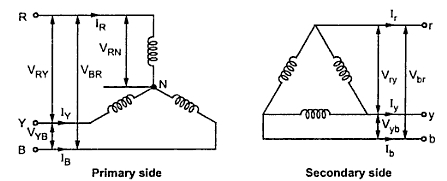 R
I_R
V_RN
V_RY
V_BR
N
Y
I_Y
V_YB
B
I_B
Primary side
I_r
r
V_ry
V_br
I_y
y
V_yb
I_b
b
Secondary side